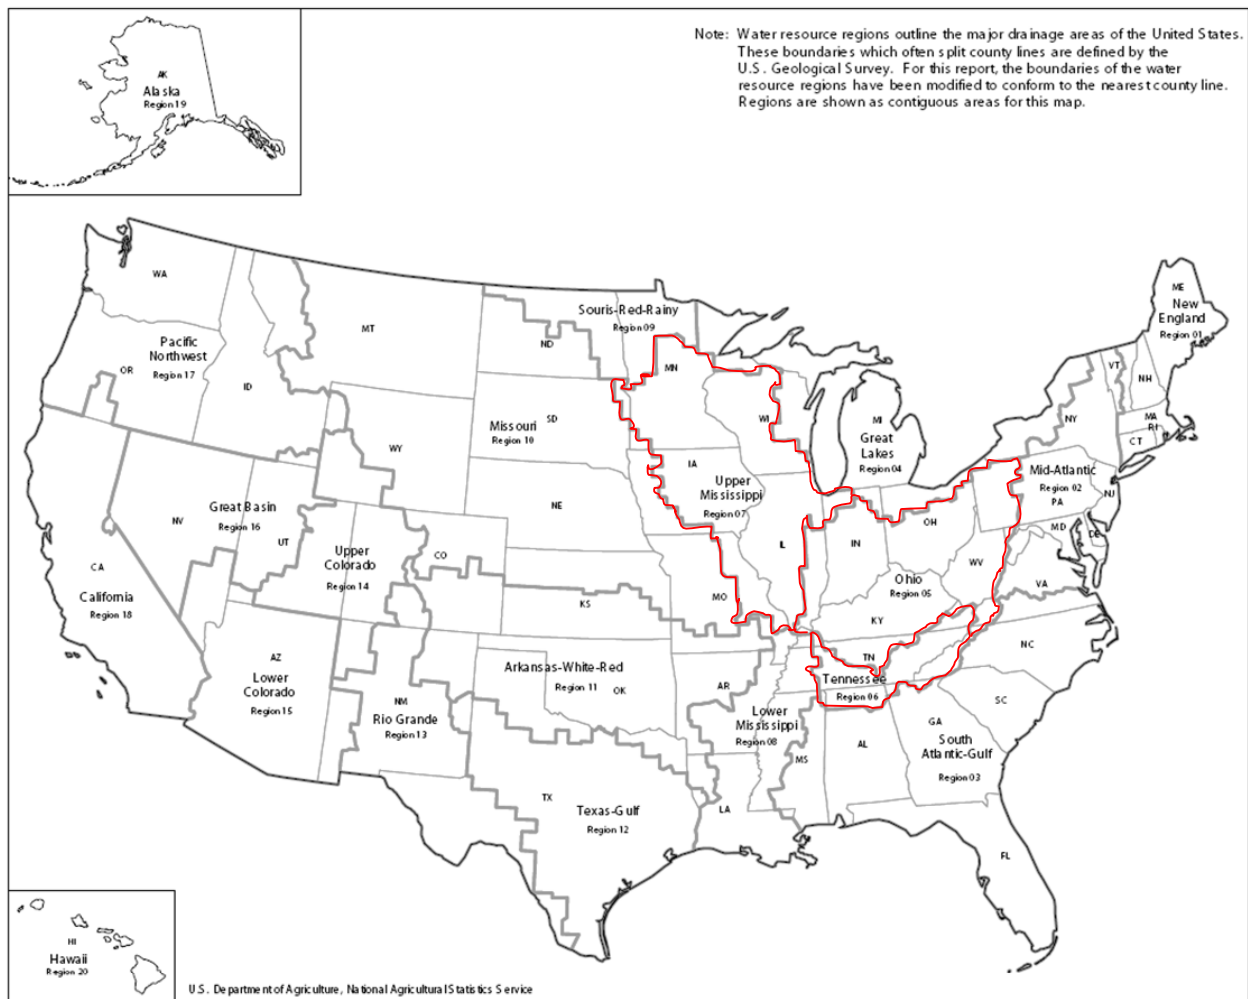 Note: Water resource regions outline the major drainage areas of the United States.
These boundaries which often split county lines are defined by the
U.S. Geological Survey. For this report, the boundaries of the water
resource regions have been modified to conform to the nearest county line.
Regions are shown as contiguous areas for this map.
AK
Alaska
Region 19
WA
Pacific
Northwest
Region 17
OR
ID
MT
ND
Souris-Red-Rainy
Region 09
MN
SD
Missouri
Region 10
WY
NE
IA
Upper
Mississippi
Region 07
WI
MI
Great
Lakes
Region 04
ME
New
England
Region 01
VT
NH
NY
MA
RI
CT
Mid-Atlantic
Region 02
PA
NJ
MD
DE
OH
IN
IL
WV
VA
Ohio
Region 05
KY
MO
KS
CO
Great Basin
Region 16
NV
UT
Upper
Colorado
Region 14
CA
California
Region 18
AZ
Lower
Colorado
Region 15
NM
Rio Grande
Region 13
Arkansas-White-Red
Region 11
OK
AR
TN
Tennessee
Region 06
NC
SC
Lower
Mississippi
Region 08
MS
AL
GA
South
Atlantic-Gulf
Region 03
LA
TX
Texas-Gulf
Region 12
FL
HI
Hawaii
Region 20
U.S. Department of Agriculture, National Agricultural Statistics Service